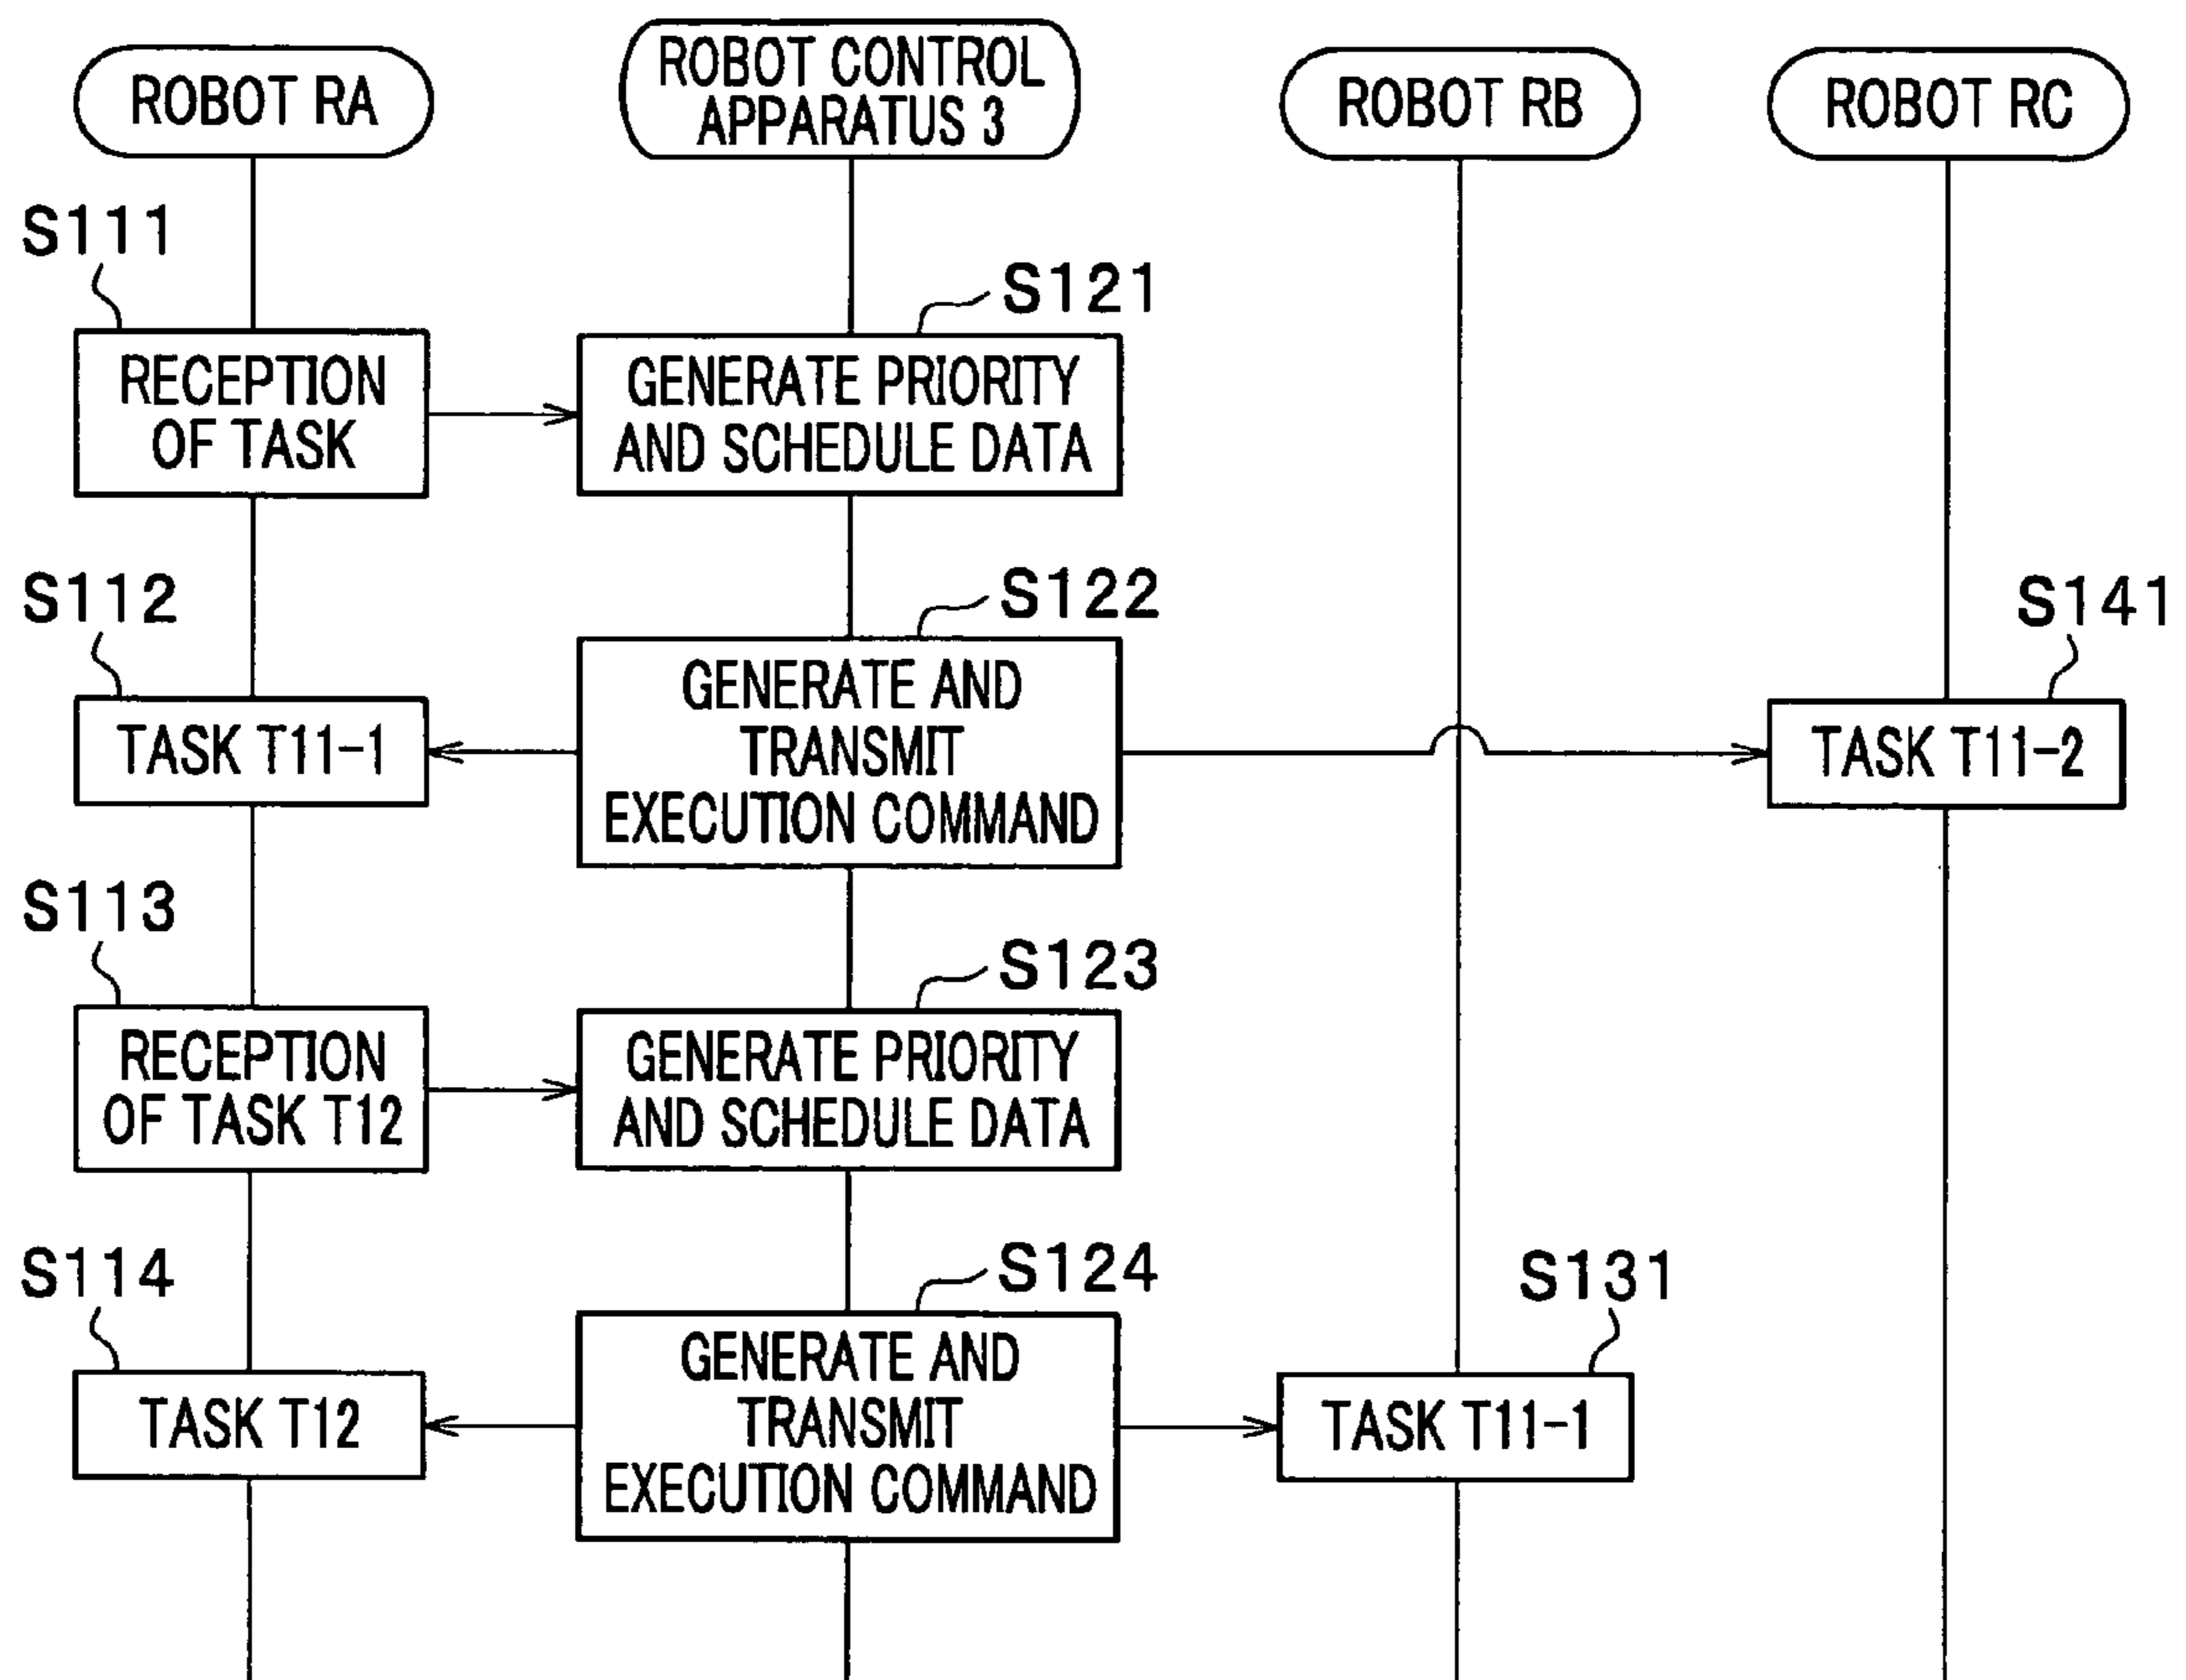 ROBOT RA
ROBOT CONTROL
APPARATUS 3
ROBOT RB
ROBOT RC
S111
RECEPTION
OF TASK
S121
GENERATE PRIORITY
AND SCHEDULE DATA
S112
TASK T11-1
S122
GENERATE AND
TRANSMIT
EXECUTION COMMAND
S141
TASK T11-2
S113
RECEPTION
OF TASK T12
S123
GENERATE PRIORITY
AND SCHEDULE DATA
S114
TASK T12
S124
GENERATE AND
TRANSMIT
EXECUTION COMMAND
S131
TASK T11-1